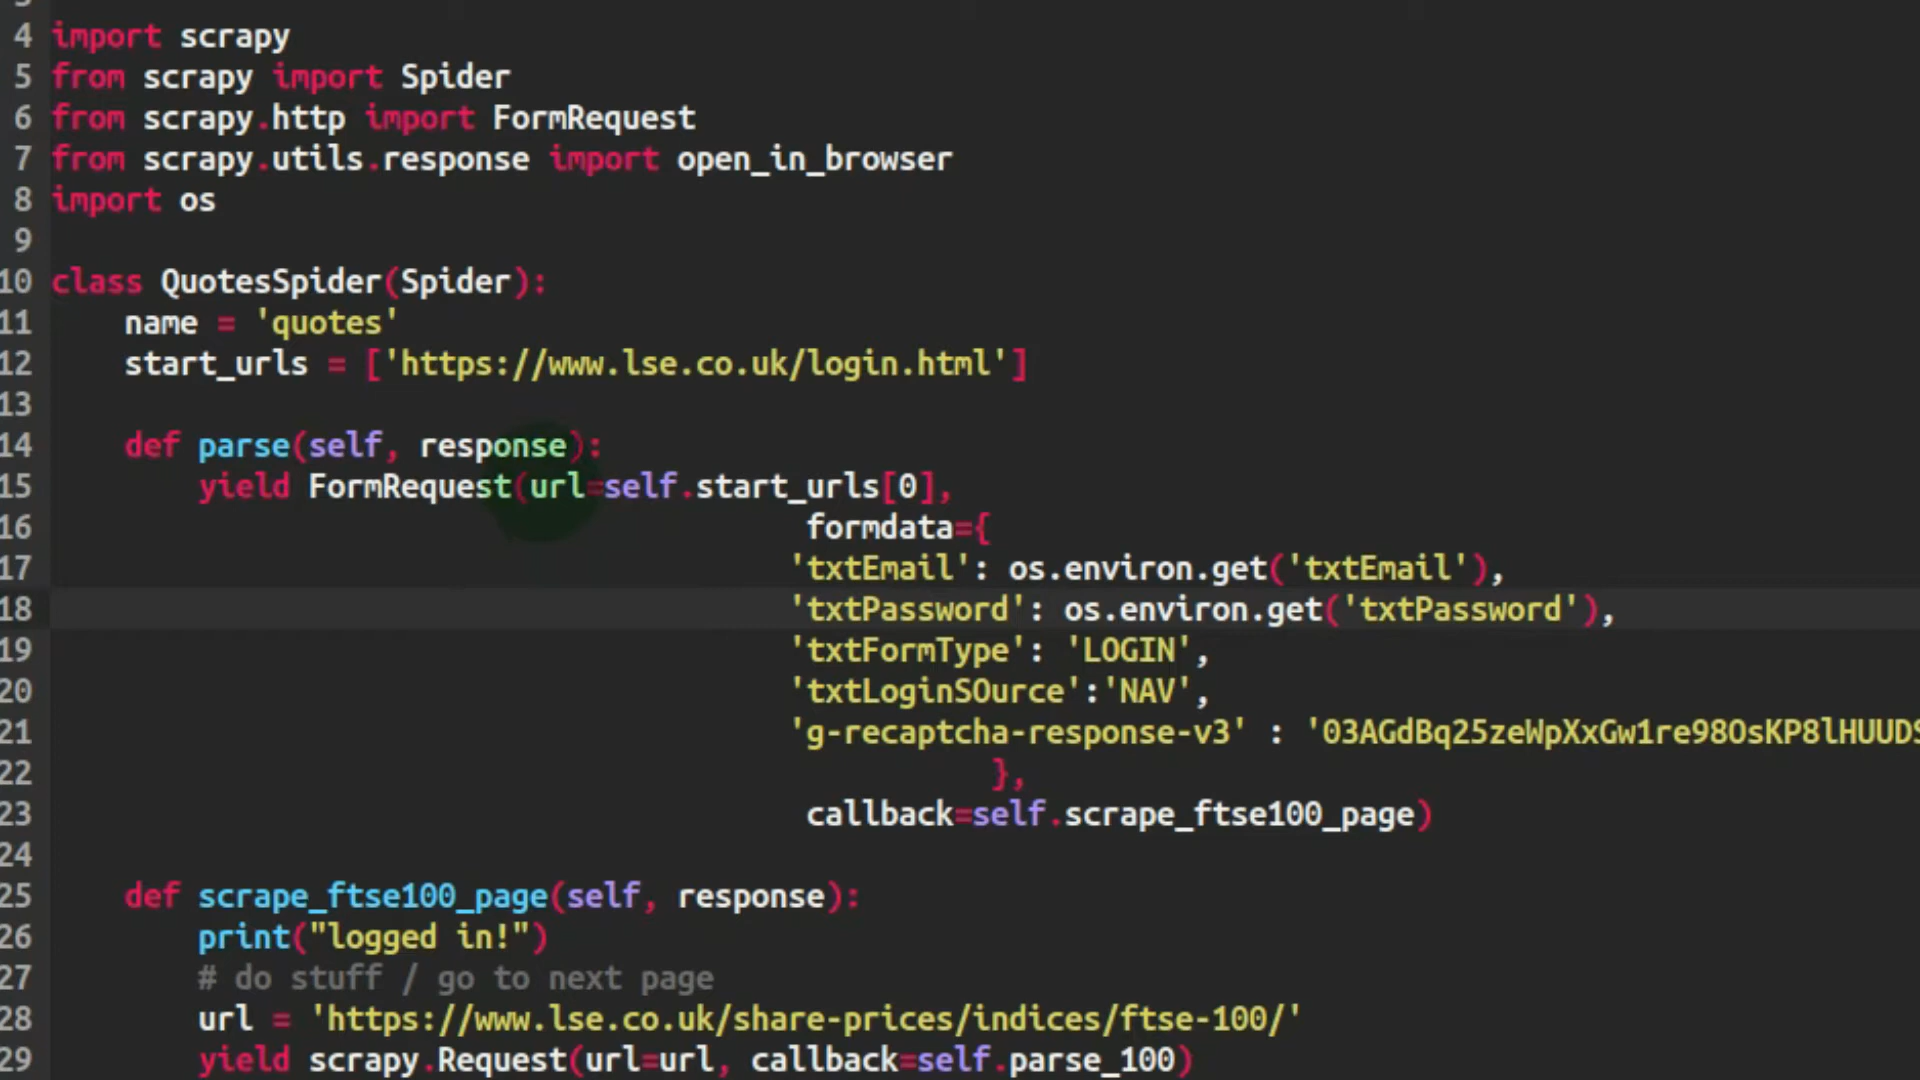 4 import scrapy
5 from scrapy import Spider
6 from scrapy.http import FormRequest
7 from scrapy.utils.response import open_in_browser
8 import os
9
10 class QuotesSpider(Spider):
11     name = 'quotes'
12     start_urls = ['https://www.lse.co.uk/login.html']
13
14     def parse(self, response):
15         yield FormRequest(url=self.start_urls[0],
16                                          formdata={
17                                         'txtEmail': os.environ.get('txtEmail'),
18                                         'txtPassword': os.environ.get('txtPassword'),
19                                         'txtFormType': 'LOGIN',
20                                         'txtLoginSOurce':'NAV',
21                                         'g-recaptcha-response-v3' : '03AGdBq25zeWpXxGw1re98OsKP8lHUUDS
22                                                    },
23                                          callback=self.scrape_ftse100_page)
24
25     def scrape_ftse100_page(self, response):
26         print("logged in!")
27         # do stuff / go to next page
28         url = 'https://www.lse.co.uk/share-prices/indices/ftse-100/'
29         yield scrapy.Request(url=url, callback=self.parse_100)